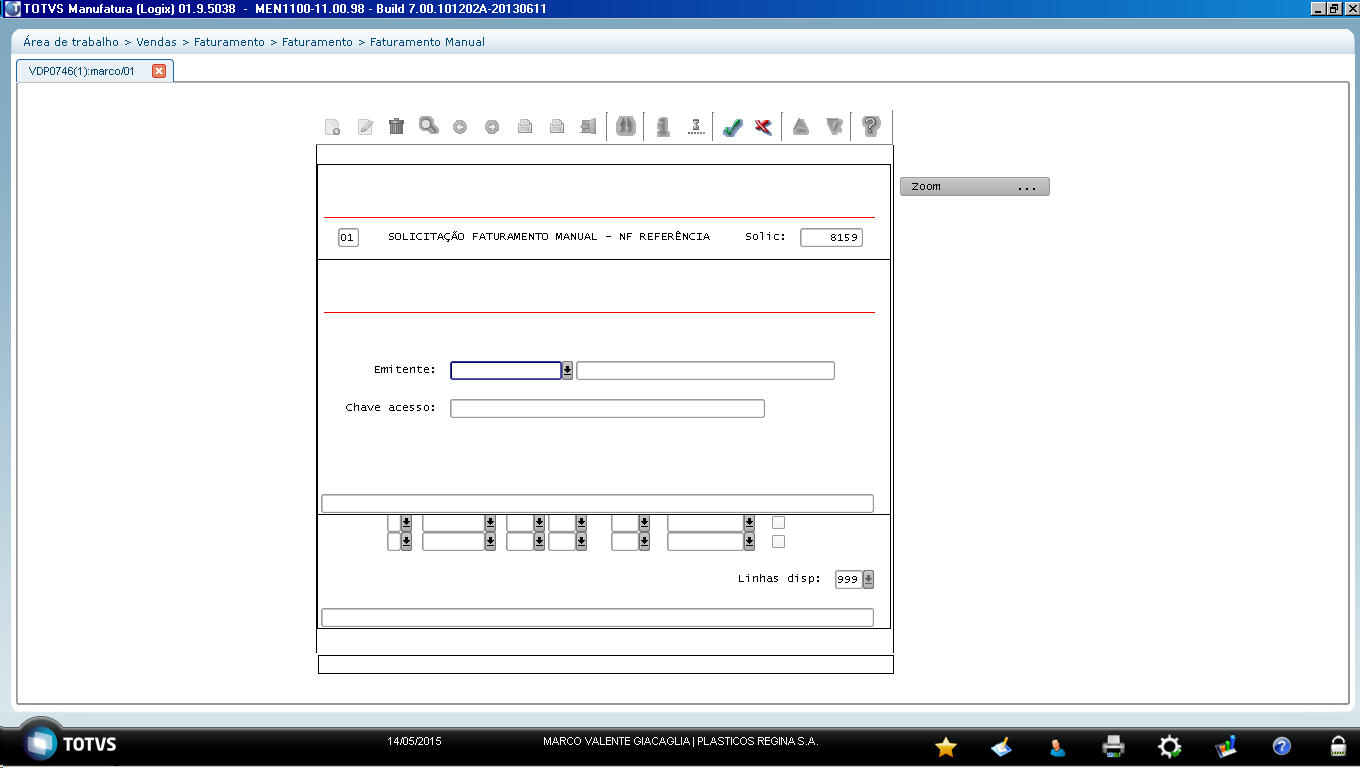 TOTVS Manufatura (Logix) 01.9.5038 - MEN1100-11.00.98 - Build 7.00.101202A-20130611
Área de trabalho > Vendas > Faturamento > Faturamento > Faturamento Manual
VDP0746(1):marco/01
Zoom ...
01 SOLICITAÇÃO FATURAMENTO MANUAL - NF REFERÊNCIA Solic: 8159
Emitente:
Chave acesso:
Linhas disp: 999
TOTVS 14/05/2015 MARCO VALENTE GIACAGLIA | PLASTICOS REGINA S.A.